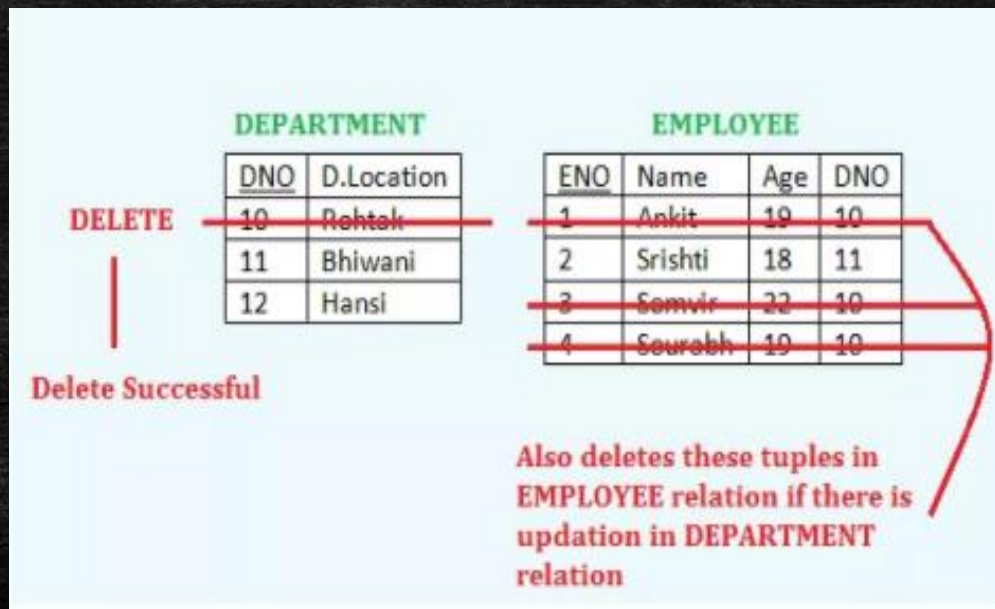 DEPARTMENT
EMPLOYEE
DNO D.Location
ENO Name Age DNO
DELETE
10 Rohtak
1 Ankit 19 10
11 Bhiwani
2 Srishti 18 11
12 Hansi
3 Somvir 22 10
4 Sourabh 19 10
Delete Successful
Also deletes these tuples in
EMPLOYEE relation if there is
updation in DEPARTMENT
relation